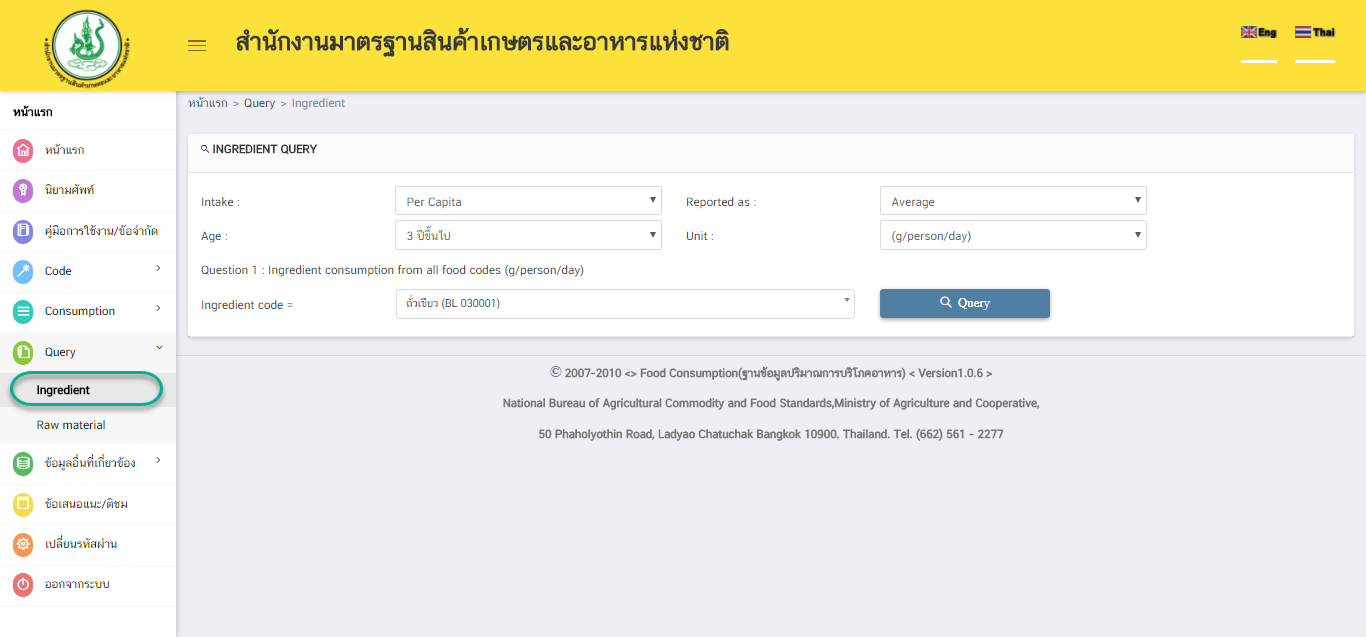 สำนักงานมาตรฐานสินค้าเกษตรและอาหารแห่งชาติ
Eng Thai
หน้าแรก
หน้าแรก
นิยามศัพท์
คู่มือการใช้งาน/ข้อจำกัด
Code
Consumption
Query
Ingredient
Raw material
ข้อมูลอื่นที่เกี่ยวข้อง
ข้อเสนอแนะ/ติชม
เปลี่ยนรหัสผ่าน
ออกจากระบบ
หน้าแรก > Query > Ingredient
INGREDIENT QUERY
Intake : Per Capita Reported as : Average
Age : 3 ปีขึ้นไป Unit : (g/person/day)
Question 1 : Ingredient consumption from all food codes (g/person/day)
Ingredient code = ถั่วเขียว (BL 030001) Query
© 2007-2010 <> Food Consumption(ฐานข้อมูลปริมาณการบริโภคอาหาร) < Version1.0.6 >
National Bureau of Agricultural Commodity and Food Standards,Ministry of Agriculture and Cooperative,
50 Phaholyothin Road, Ladyao Chatuchak Bangkok 10900. Thailand. Tel. (662) 561 - 2277